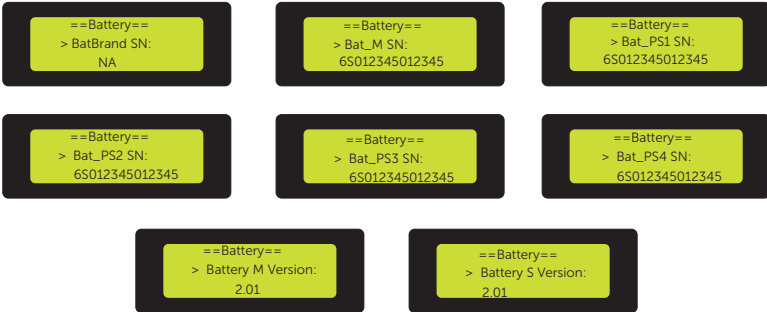 ==Battery==
> BatBrand SN:
NA
==Battery==
> Bat_M SN:
6S012345012345
==Battery==
> Bat_PS1 SN:
6S012345012345
==Battery==
> Bat_PS2 SN:
6S012345012345
==Battery==
> Bat_PS3 SN:
6S012345012345
==Battery==
> Bat_PS4 SN:
6S012345012345
==Battery==
> Battery M Version:
2.01
==Battery==
> Battery S Version:
2.01